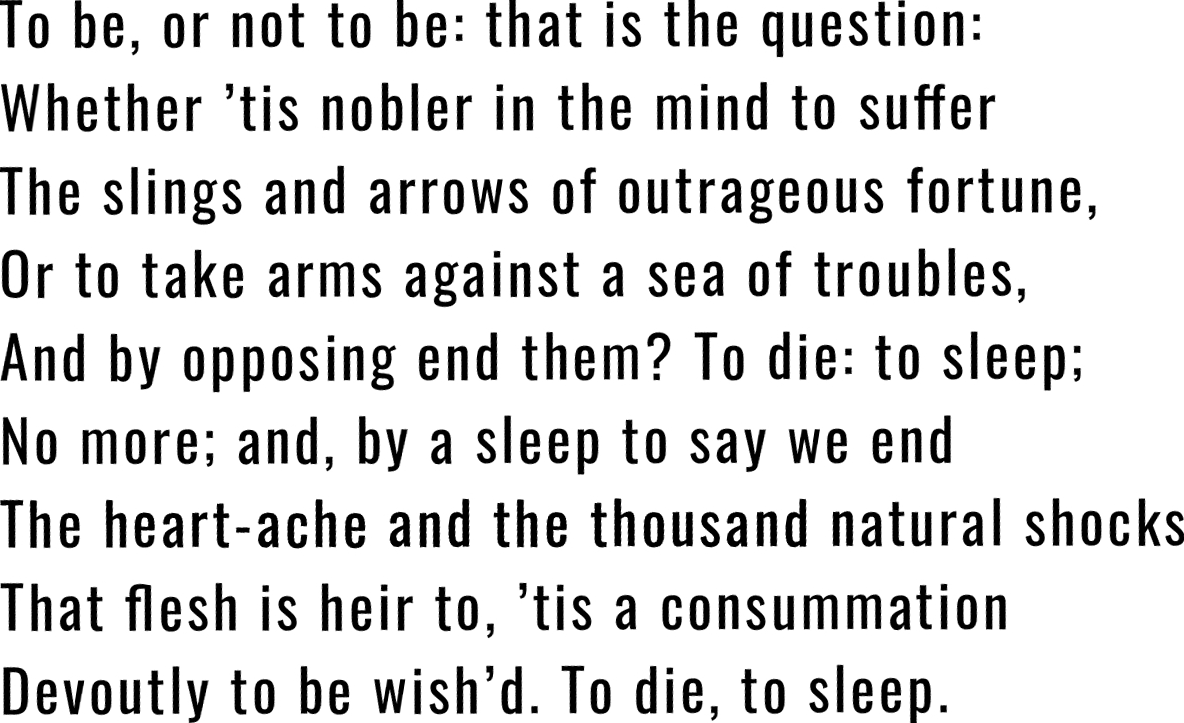 To be, or not to be: that is the question:
Whether ’tis nobler in the mind to suffer
The slings and arrows of outrageous fortune,
Or to take arms against a sea of troubles,
And by opposing end them? To die: to sleep;
No more; and, by a sleep to say we end
The heart-ache and the thousand natural shocks
That flesh is heir to, ’tis a consummation
Devoutly to be wish’d. To die, to sleep.